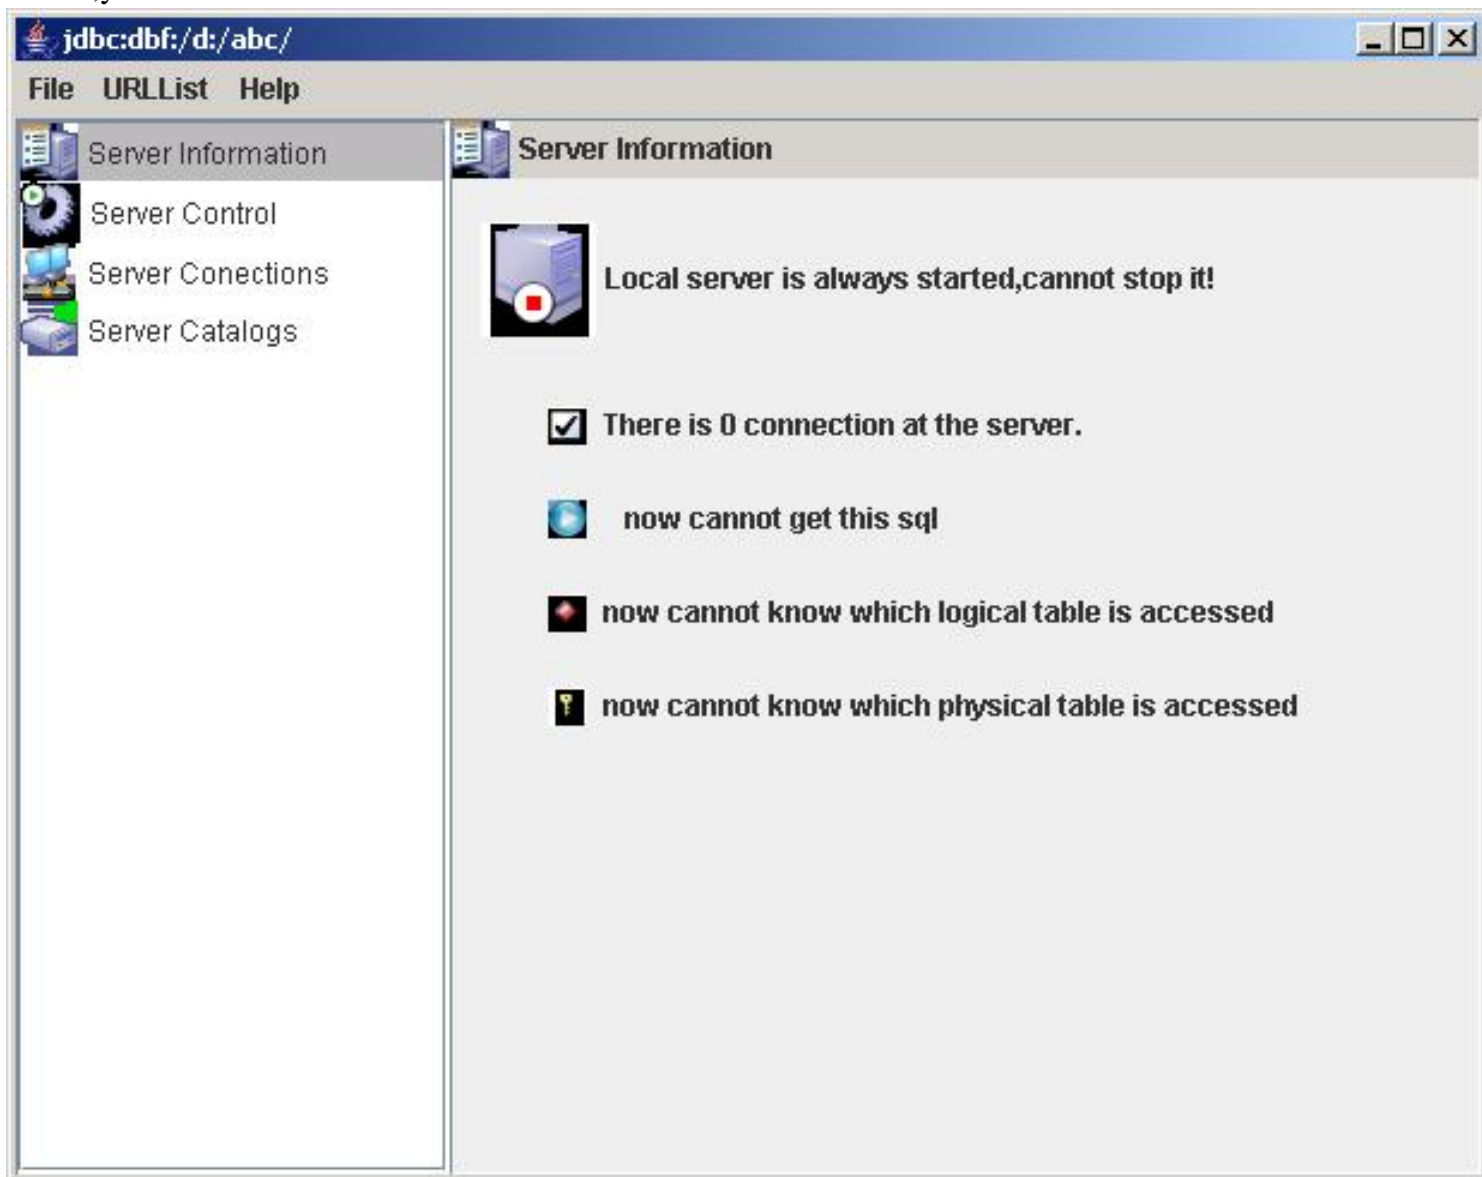 jdbc:dbf:/d:/abc/
File URLList Help
Server Information
Server Control
Server Conections
Server Catalogs
Server Information
Local server is always started,cannot stop it!
There is 0 connection at the server.
now cannot get this sql
now cannot know which logical table is accessed
now cannot know which physical table is accessed